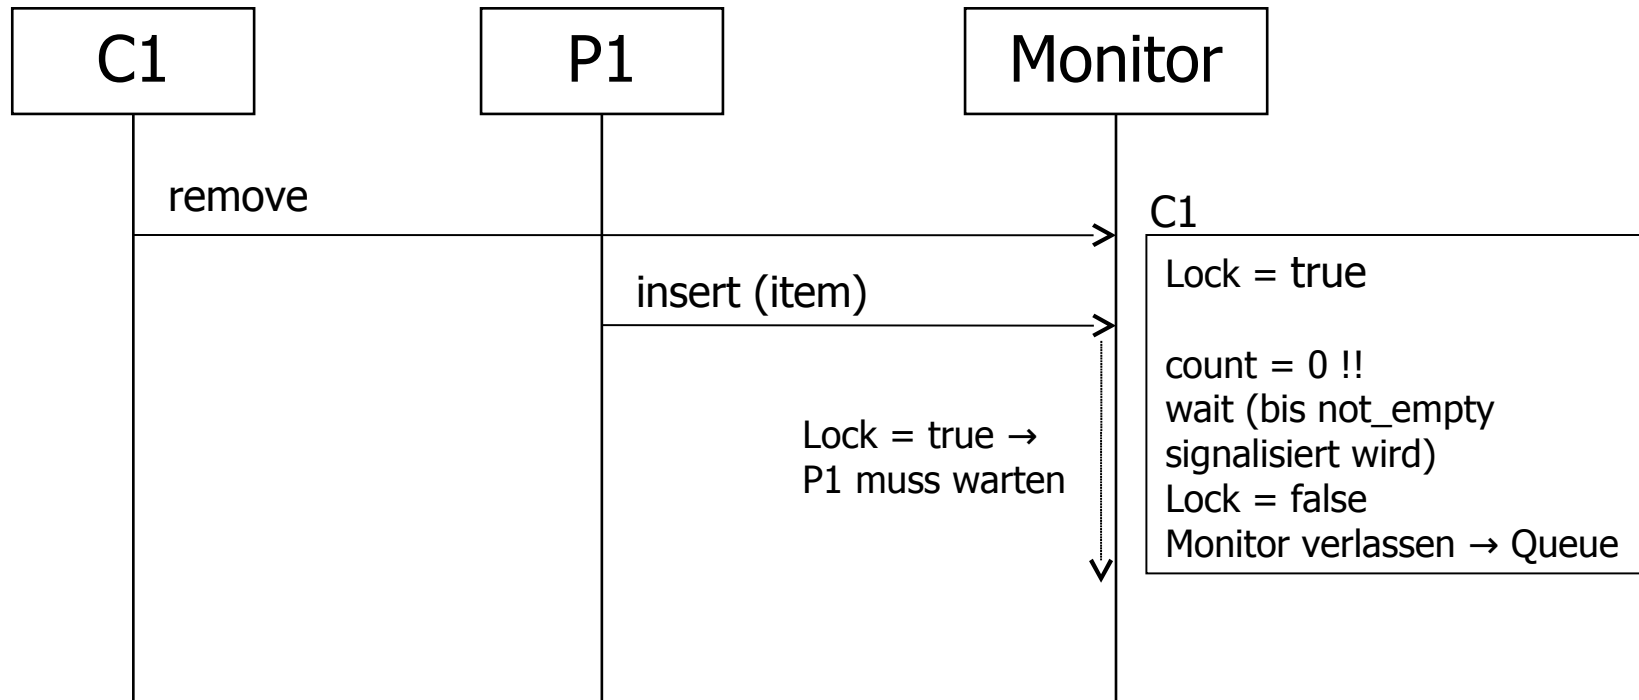 C1
P1
Monitor
remove
C1
insert (item)
Lock = true
count = 0 !!
wait (bis not_empty
signalisiert wird)
Lock = false
Monitor verlassen → Queue
Lock = true →
P1 muss warten